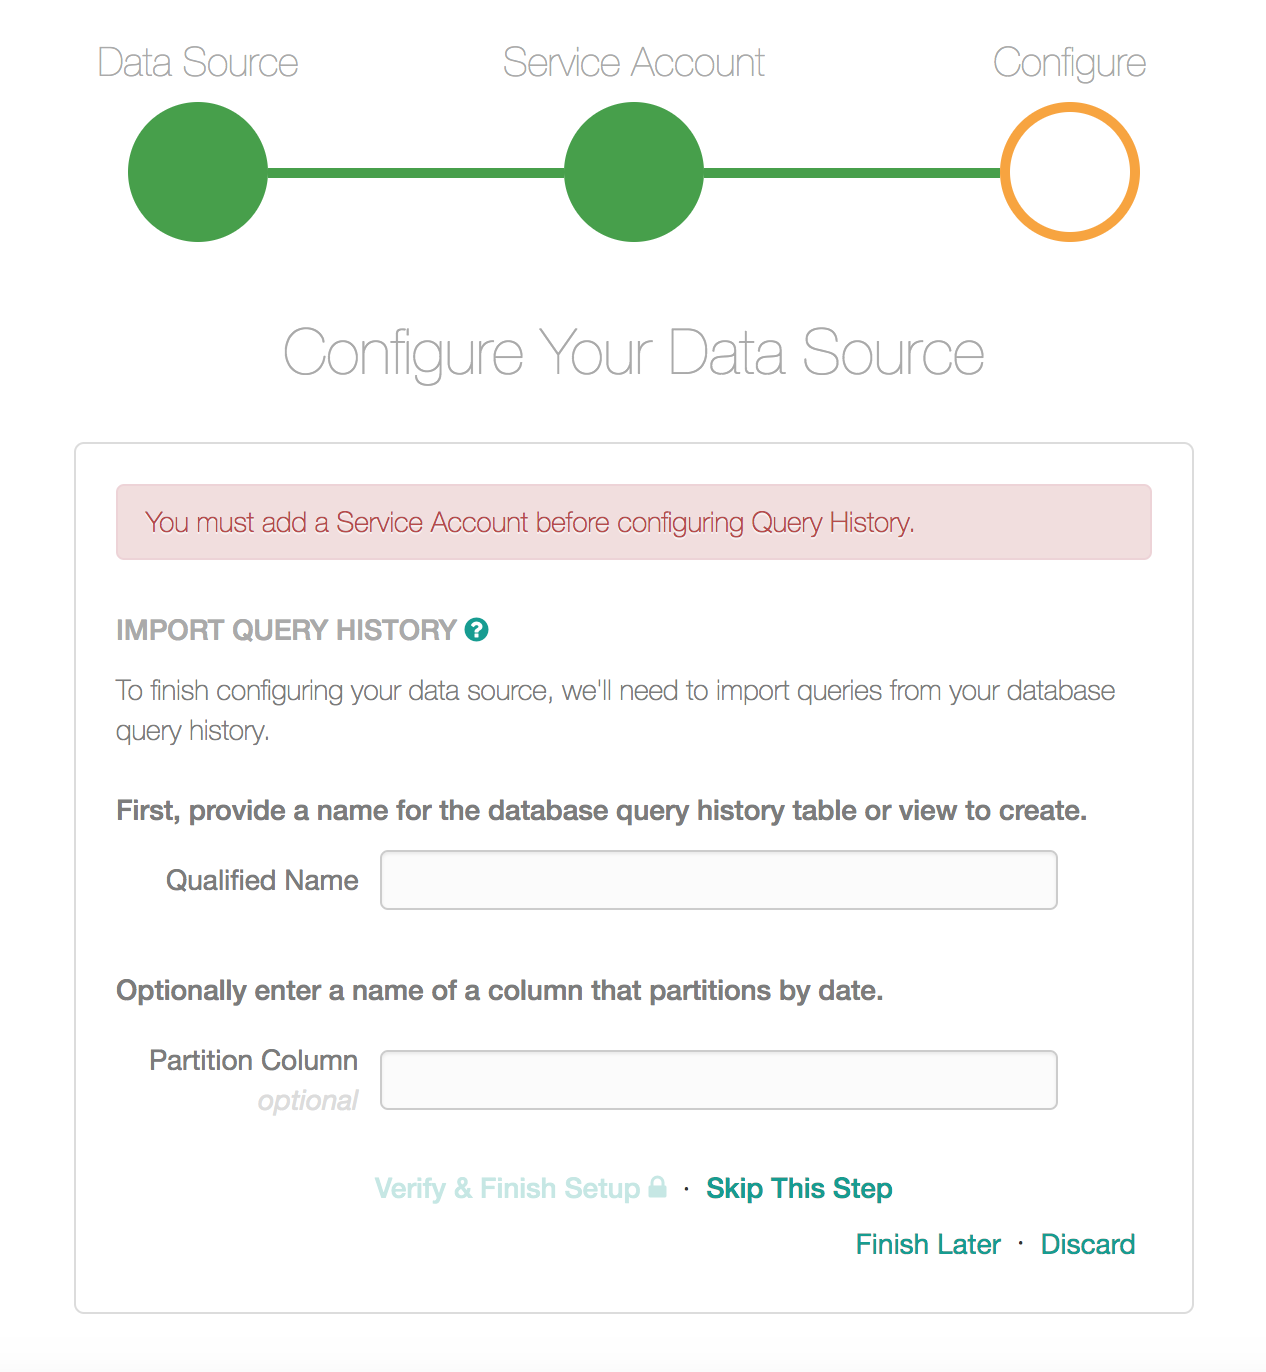 Data Source
Service Account
Configure
Configure Your Data Source
You must add a Service Account before configuring Query History.
IMPORT QUERY HISTORY ?
To finish configuring your data source, we'll need to import queries from your database
query history.
First, provide a name for the database query history table or view to create.
Qualified Name
Optionally enter a name of a column that partitions by date.
Partition Column
optional
Verify & Finish Setup · Skip This Step
Finish Later · Discard